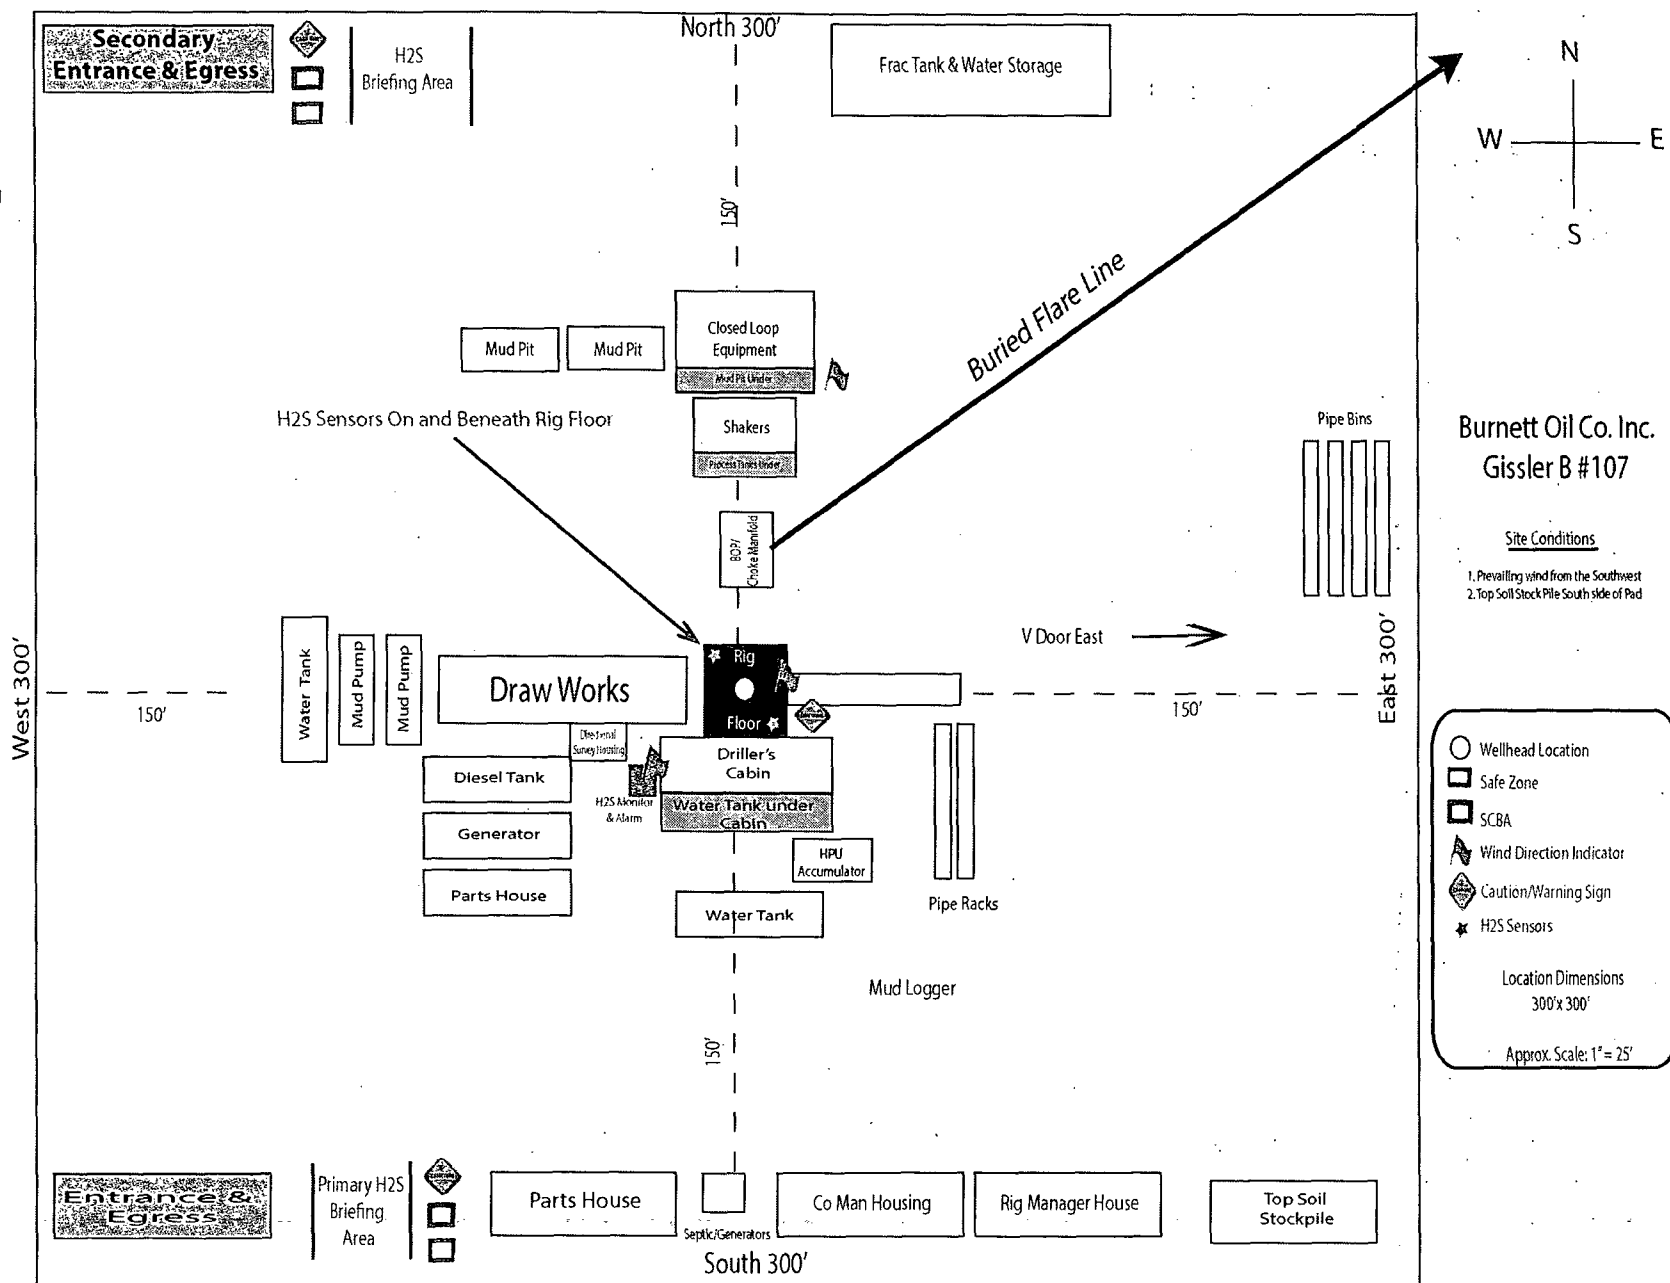 North 300'
Secondary
Entrance & Egress
H2S
Briefing Area
Frac Tank & Water Storage
N
W
E
S
150'
Buried Flare Line
Closed Loop
Equipment
Mud Pit Under
Mud Pit
Mud Pit
H2S Sensors On and Beneath Rig Floor
Shakers
Process Tanks Under
Pipe Bins
Burnett Oil Co. Inc.
Gissler B #107
BOP/
Choke Manifold
Site Conditions
1. Prevailing wind from the Southwest
2. Top Soil Stock Pile South side of Pad
V Door East
West 300'
150'
Water Tank
Mud Pump
Mud Pump
Draw Works
Rig
Floor
150'
East 300'
Directional
Survey Housing
Driller's
Cabin
Water Tank under
Cabin
Diesel Tank
H2S Monitor
& Alarm
Generator
Parts House
HPU
Accumulator
Water Tank
Pipe Racks
Wellhead Location
Safe Zone
SCBA
Wind Direction Indicator
Caution/Warning Sign
H2S Sensors
Location Dimensions
300'x 300'
Approx. Scale: 1" = 25'
Mud Logger
150'
Entrance &
Egress
Primary H2S
Briefing
Area
Parts House
Septic/Generators
Co Man Housing
Rig Manager House
Top Soil
Stockpile
South 300'